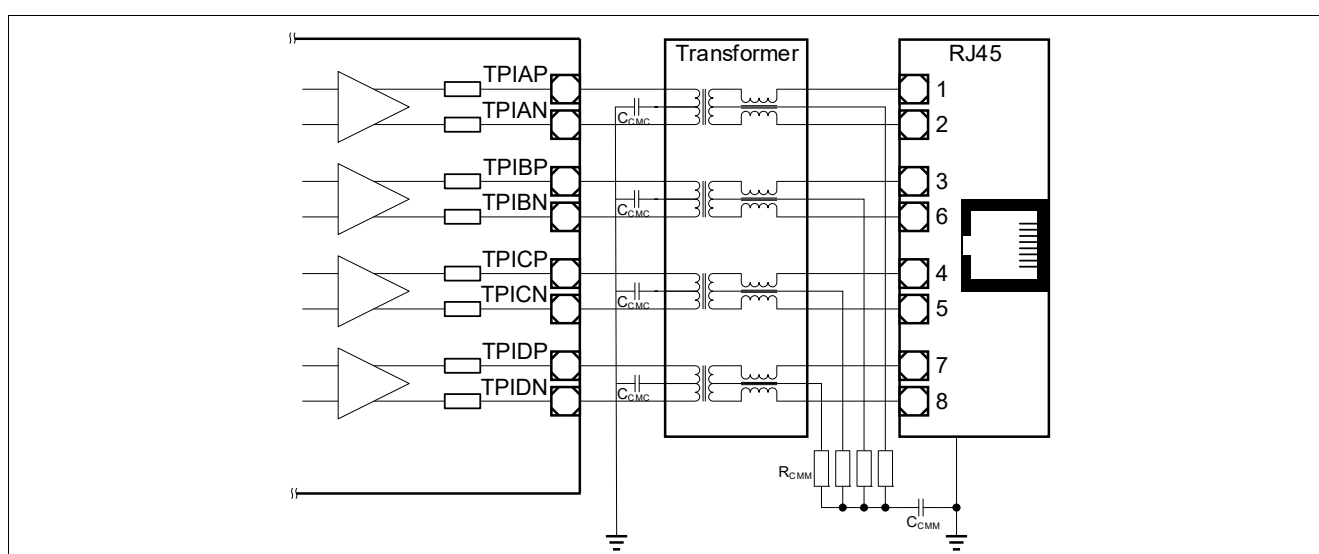 Transformer
RJ45
TPIAP
TPIAN
C_CMC
1
2
TPIBP
TPIBN
C_CMC
3
6
TPICP
TPICN
C_CMC
4
5
TPIDP
TPIDN
C_CMC
7
8
R_CMM
C_CMM